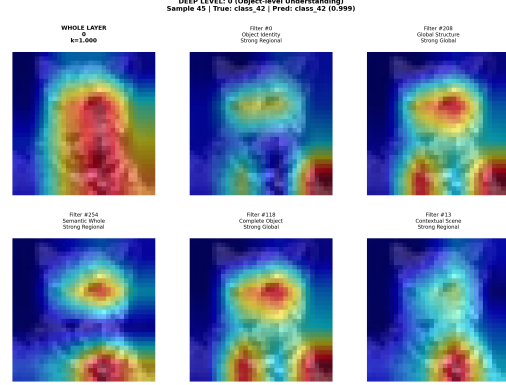 DEEP LEVEL: 0 (Object-level Understanding)
Sample 45 | True: class_42 | Pred: class_42 (0.999)
WHOLE LAYER
0
k=1.000
Filter #0
Object Identity
Strong Regional
Filter #208
Global Structure
Strong Global
Filter #254
Semantic Whole
Strong Regional
Filter #118
Complete Object
Strong Global
Filter #13
Contextual Scene
Strong Regional